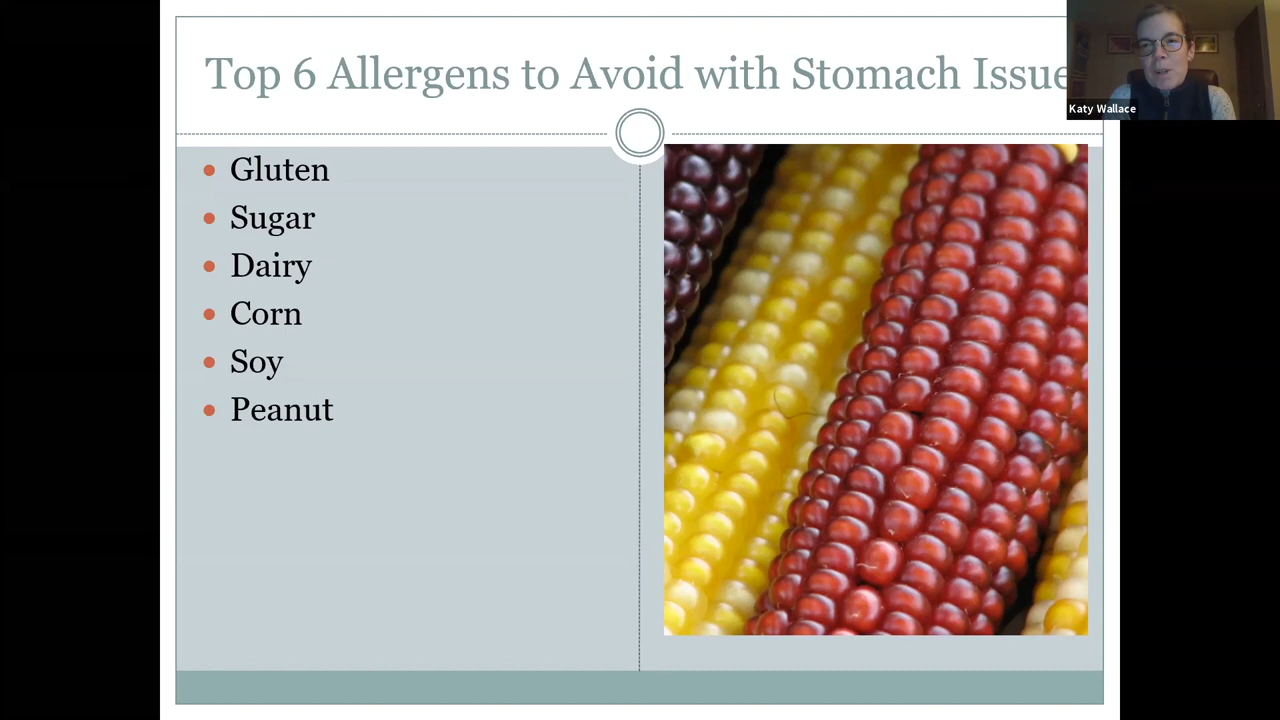 Top 6 Allergens to Avoid with Stomach Issue
Katy Wallace
Gluten
Sugar
Dairy
Corn
Soy
Peanut